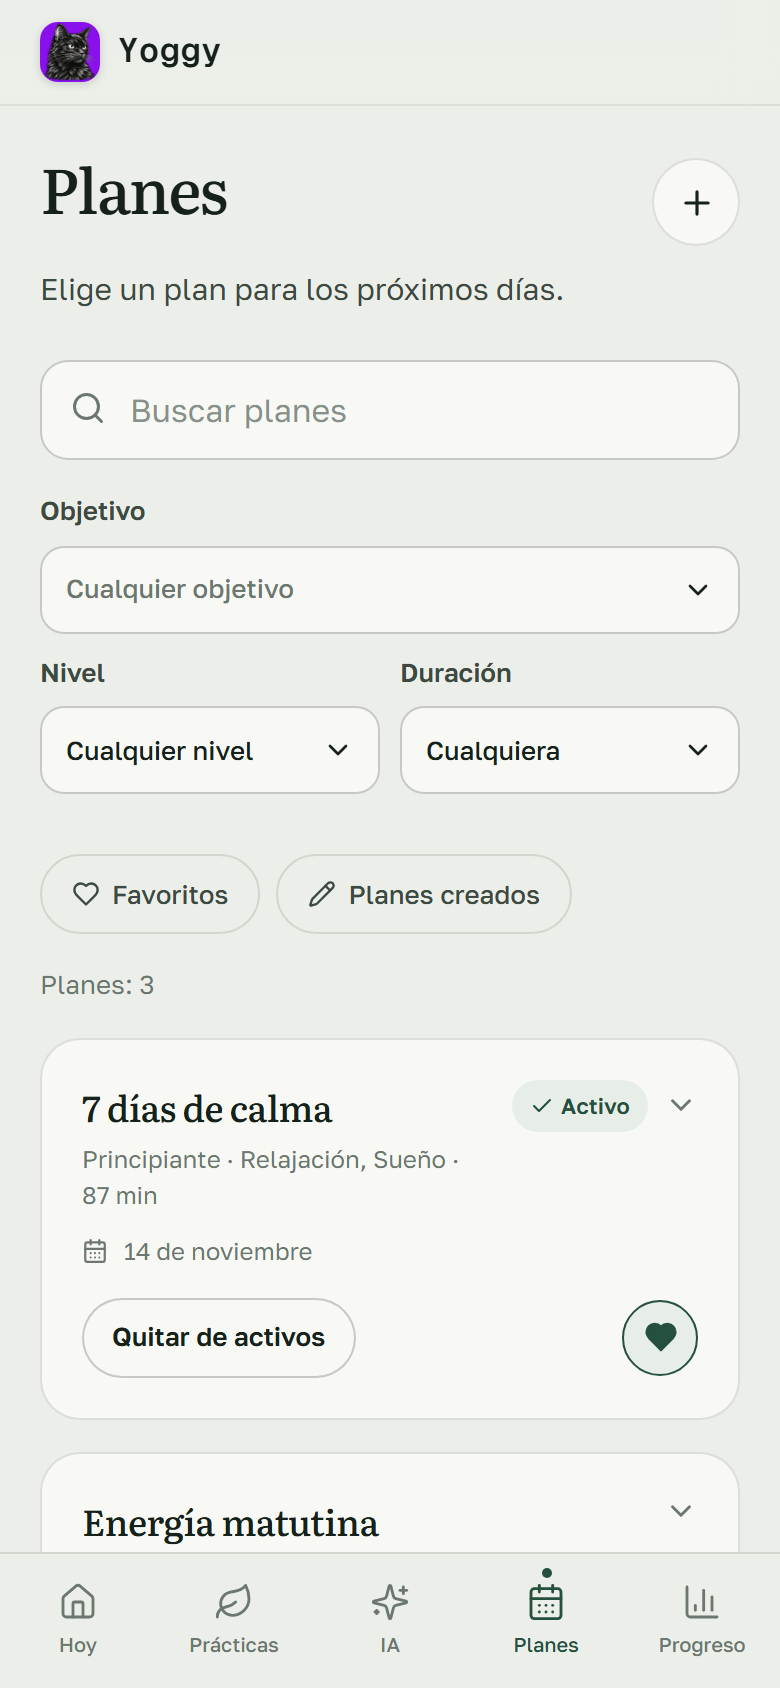 Yoggy
Planes
Elige un plan para los próximos días.
Buscar planes
Objetivo
Cualquier objetivo
Nivel
Duración
Cualquier nivel
Cualquiera
Favoritos
Planes creados
Planes: 3
7 días de calma
Activo
Principiante · Relajación, Sueño ·
87 min
14 de noviembre
Quitar de activos
Energía matutina
Hoy
Prácticas
IA
Planes
Progreso